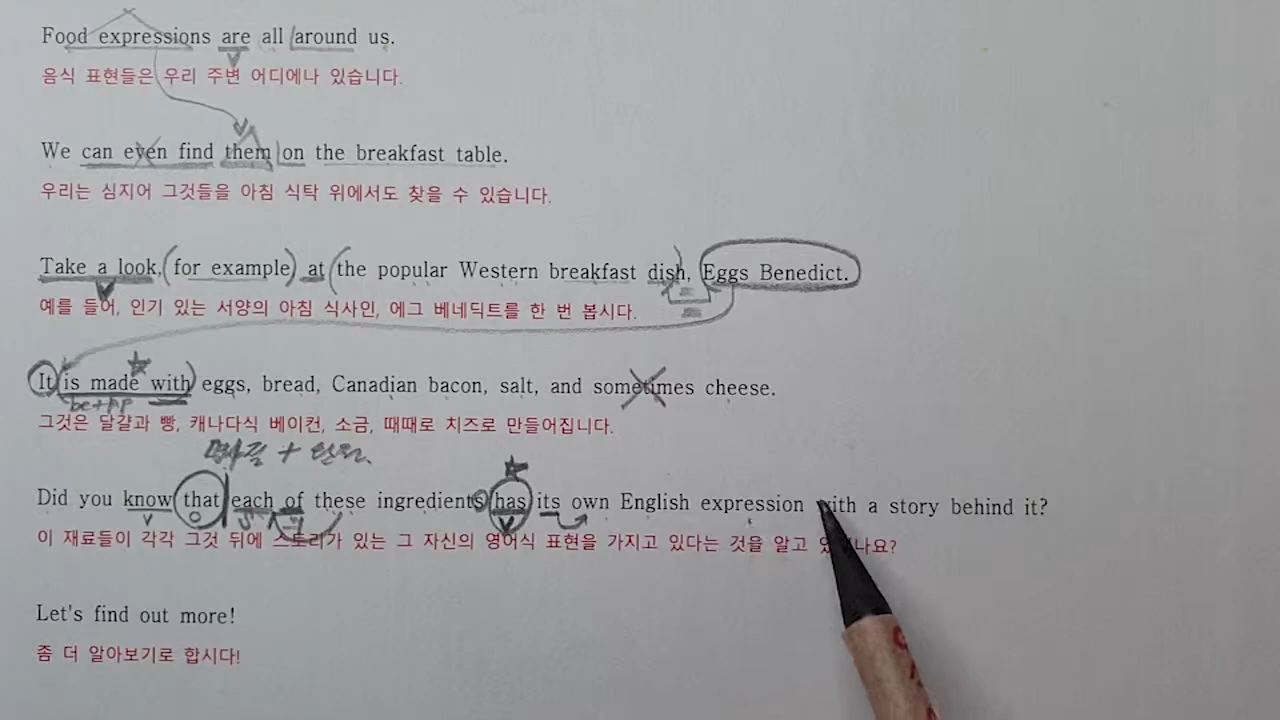 Food expressions are all around us.
음식 표현들은 우리 주변 어디에나 있습니다.
We can even find them on the breakfast table.
우리는 심지어 그것들을 아침 식탁 위에서도 찾을 수 있습니다.
Take a look, (for example) at (the popular Western breakfast dish), Eggs Benedict.
예를 들어, 인기 있는 서양의 아침 식사인, 에그 베네딕트를 한 번 봅시다.
It is made with eggs, bread, Canadian bacon, salt, and sometimes cheese.
be+pp
그것은 달걀과 빵, 캐나다식 베이컨, 소금, 때때로 치즈로 만들어집니다.
명사절 + 완전.
Did you know that each of these ingredients has its own English expression with a story behind it?
V O S V
이 재료들이 각각 그것 뒤에 스토리가 있는 그 자신의 영어식 표현을 가지고 있다는 것을 알고 나요?
Let's find out more!
좀 더 알아보기로 합시다!